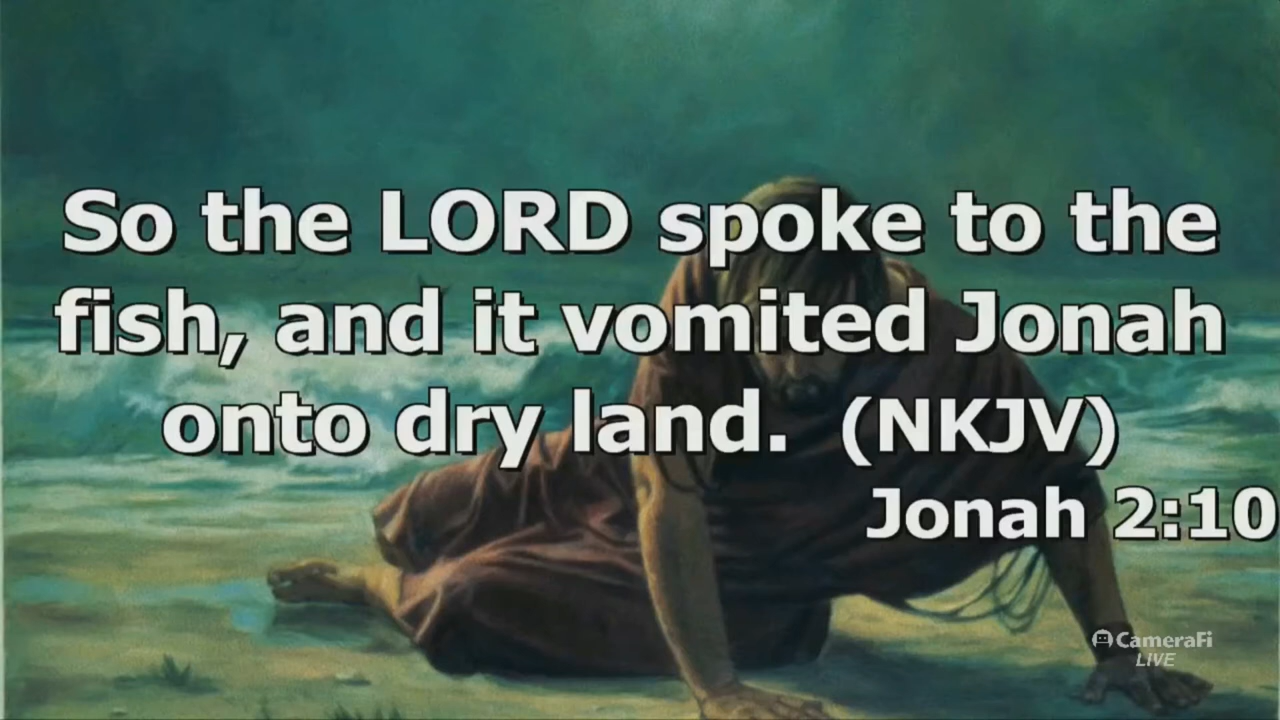 So the LORD spoke to the
fish, and it vomited Jonah
onto dry land. (NKJV)
Jonah 2:10
CameraFi
LIVE